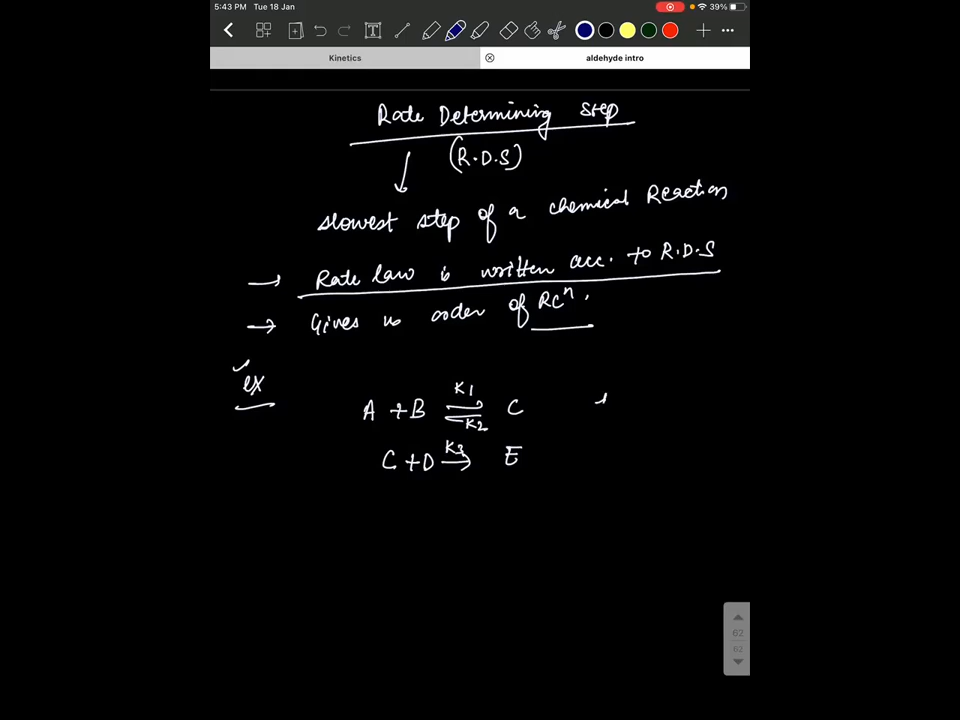 5:43 PM Tue 18 Jan
39%
Kinetics
aldehyde intro
Rate Determining Step
(R.D.S)
slowest step of a chemical Reaction
→ Rate law is written acc. to R.D.S
→ Gives us order of RCⁿ.
ex
K1
A + B ⇌ C
K2
K3
C + D → E
62
62